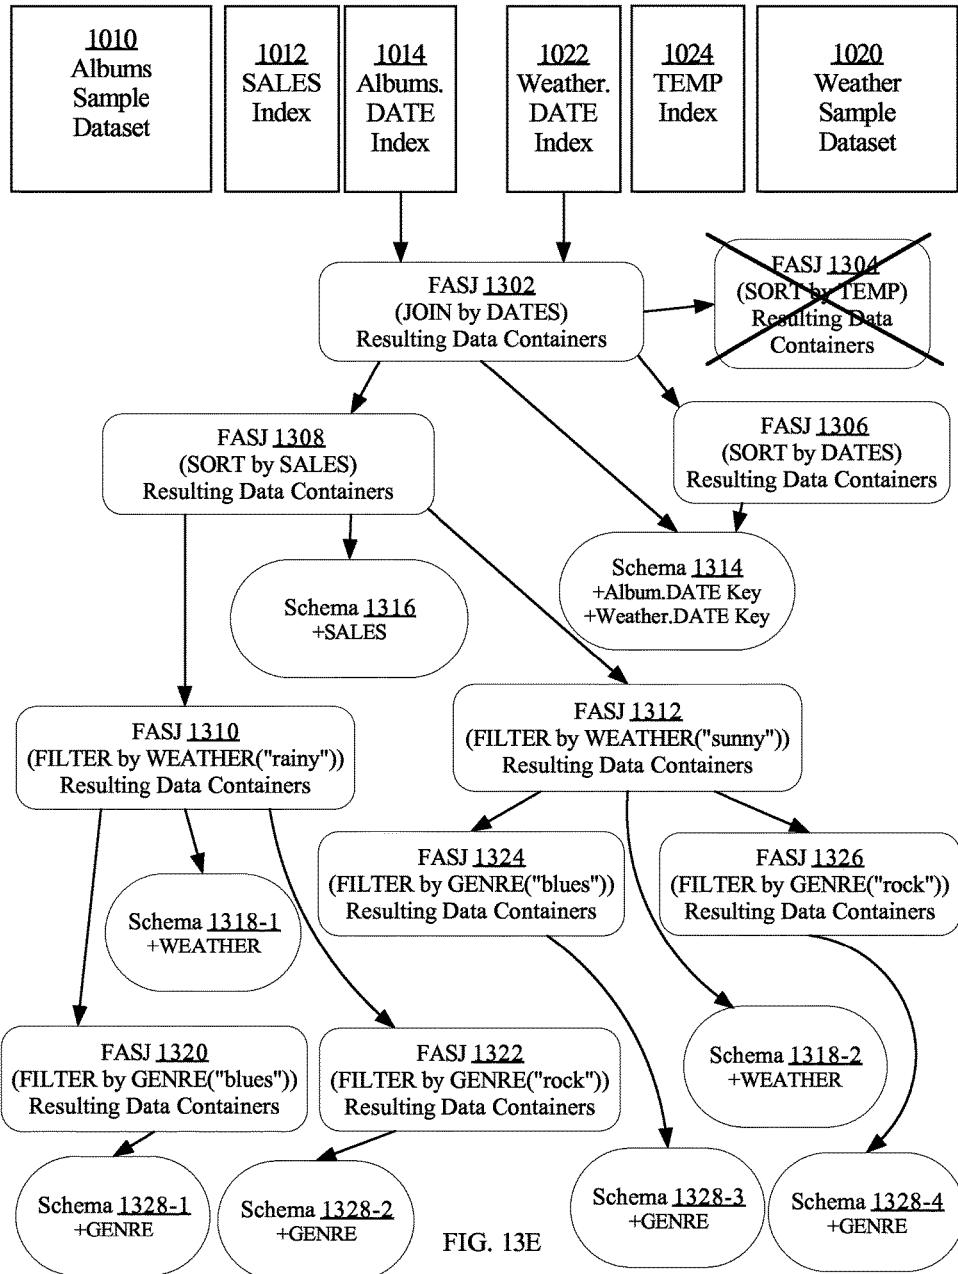 1010
Albums
Sample
Dataset
1012
SALES
Index
1014
Albums.
DATE
Index
1022
Weather.
DATE
Index
1024
TEMP
Index
1020
Weather
Sample
Dataset
FASJ 1302
(JOIN by DATES)
Resulting Data Containers
FASJ 1304
(SORT by TEMP)
Resulting Data
Containers
FASJ 1308
(SORT by SALES)
Resulting Data Containers
FASJ 1306
(SORT by DATES)
Resulting Data Containers
Schema 1314
+Album.DATE Key
+Weather.DATE Key
Schema 1316
+SALES
FASJ 1310
(FILTER by WEATHER("rainy"))
Resulting Data Containers
FASJ 1312
(FILTER by WEATHER("sunny"))
Resulting Data Containers
FASJ 1324
(FILTER by GENRE("blues"))
Resulting Data Containers
FASJ 1326
(FILTER by GENRE("rock"))
Resulting Data Containers
Schema 1318-1
+WEATHER
FASJ 1320
(FILTER by GENRE("blues"))
Resulting Data Containers
FASJ 1322
(FILTER by GENRE("rock"))
Resulting Data Containers
Schema 1318-2
+WEATHER
Schema 1328-1
+GENRE
Schema 1328-2
+GENRE
Schema 1328-3
+GENRE
Schema 1328-4
+GENRE
FIG. 13E